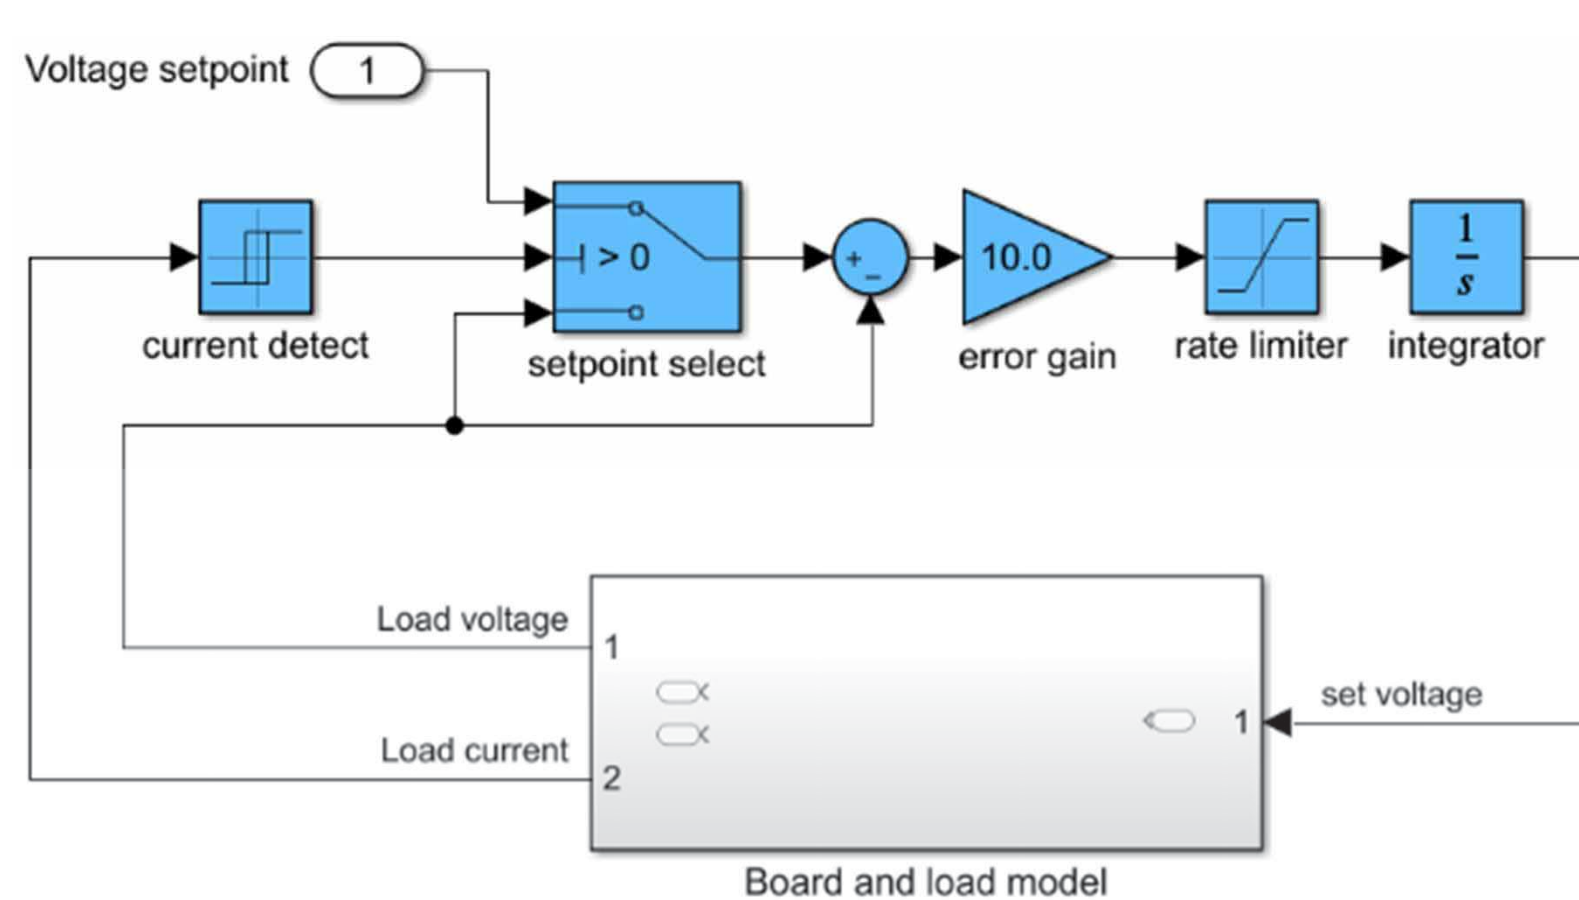 Voltage setpoint 1
> 0
+
−
10.0
1
s
current detect
setpoint select
error gain
rate limiter
integrator
Load voltage
1
set voltage
1
Load current
2
Board and load model